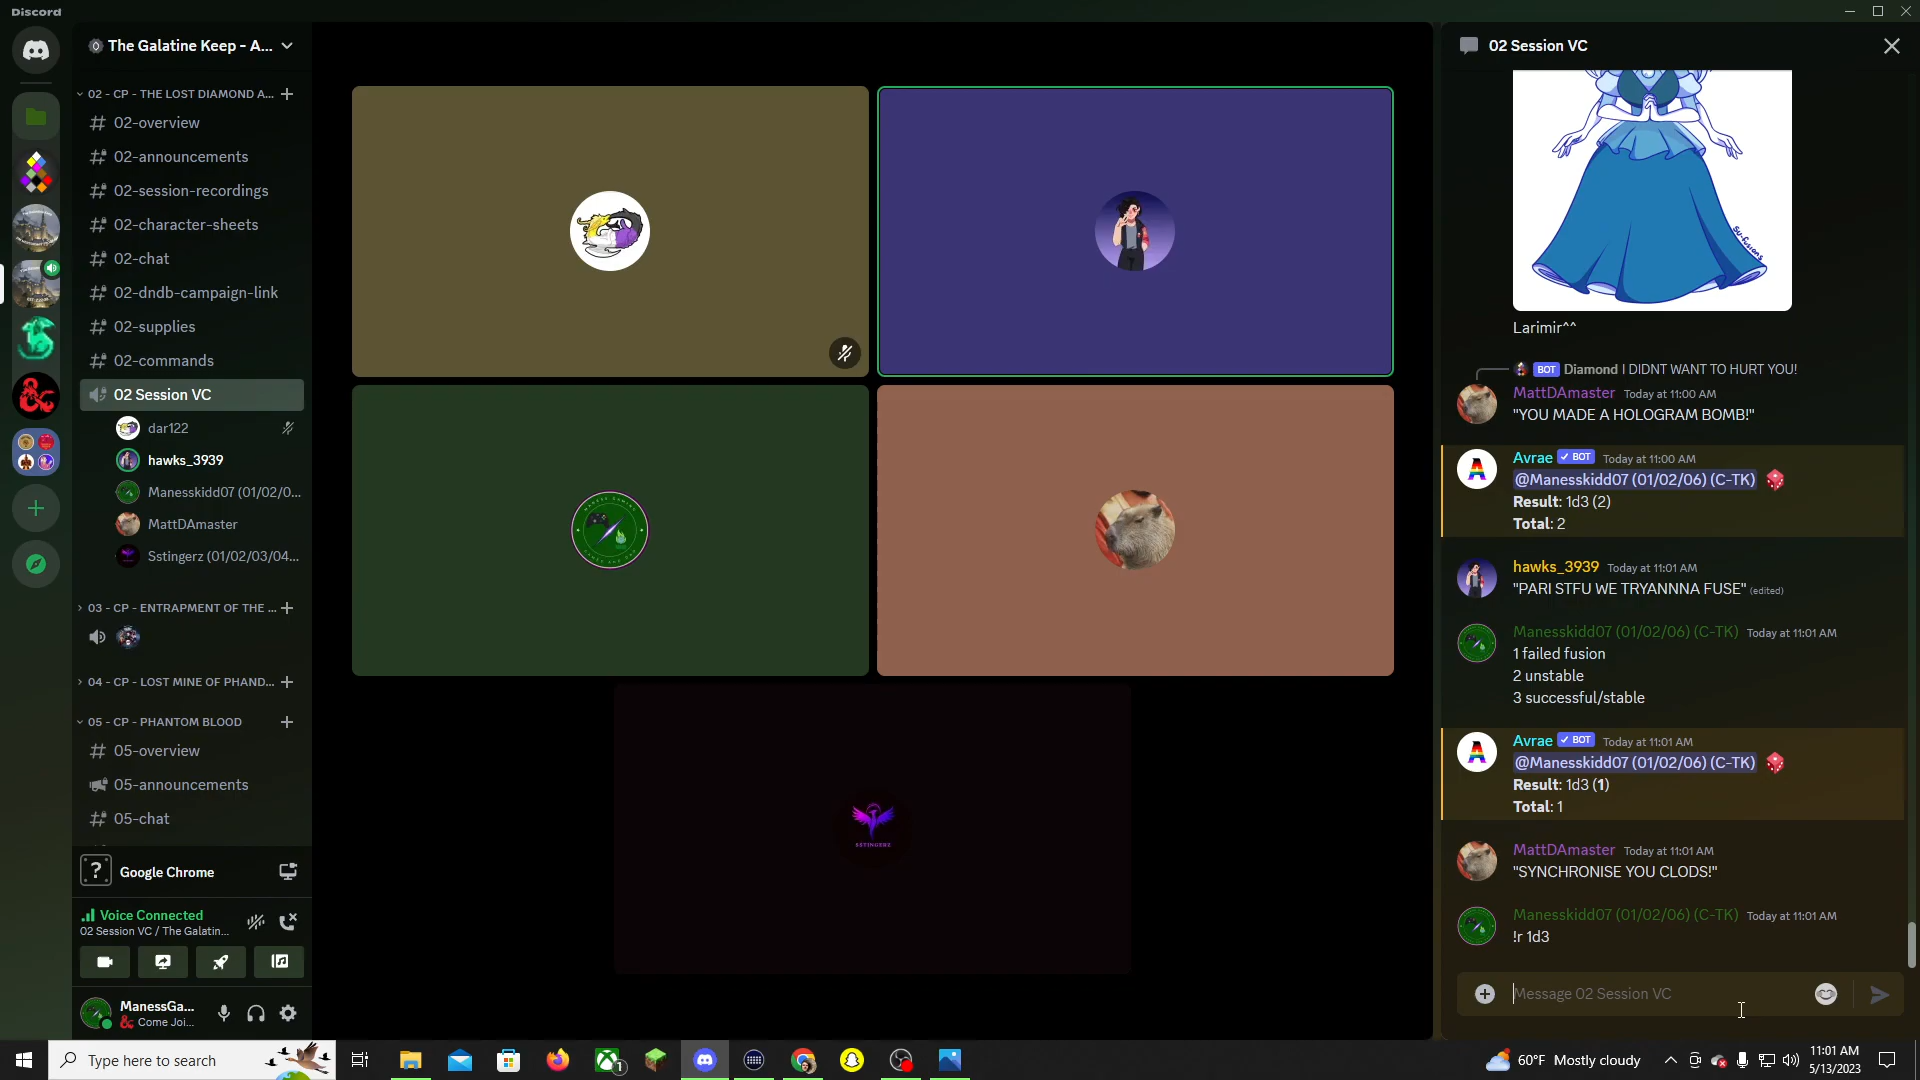 Discord
The Galatine Keep - A...
02 - CP - THE LOST DIAMOND A...
02-overview
02-announcements
02-session-recordings
02-character-sheets
02-chat
02-dndb-campaign-link
02-supplies
02-commands
02 Session VC
dar122
hawks_3939
Manesskidd07 (01/02/0...
MattDAmaster
Sstingerz (01/02/03/04...
03 - CP - ENTRAPMENT OF THE ...
04 - CP - LOST MINE OF PHAND...
05 - CP - PHANTOM BLOOD
05-overview
05-announcements
05-chat
Google Chrome
Voice Connected
02 Session VC / The Galatin...
ManessGa...
Come Joi...
MANESS GAMING
SSTINGERZ
02 Session VC
SU-fusions
Larimir^^
BOT Diamond I DIDNT WANT TO HURT YOU!
MattDAmaster Today at 11:00 AM
"YOU MADE A HOLOGRAM BOMB!"
Avrae BOT Today at 11:00 AM
@Manesskidd07 (01/02/06) (C-TK)
Result: 1d3 (2)
Total: 2
hawks_3939 Today at 11:01 AM
"PARI STFU WE TRYANNNA FUSE" (edited)
Manesskidd07 (01/02/06) (C-TK) Today at 11:01 AM
1 failed fusion
2 unstable
3 successful/stable
Avrae BOT Today at 11:01 AM
@Manesskidd07 (01/02/06) (C-TK)
Result: 1d3 (1)
Total: 1
MattDAmaster Today at 11:01 AM
"SYNCHRONISE YOU CLODS!"
Manesskidd07 (01/02/06) (C-TK) Today at 11:01 AM
!r 1d3
Message 02 Session VC
Type here to search
1
60°F Mostly cloudy
11:01 AM
5/13/2023